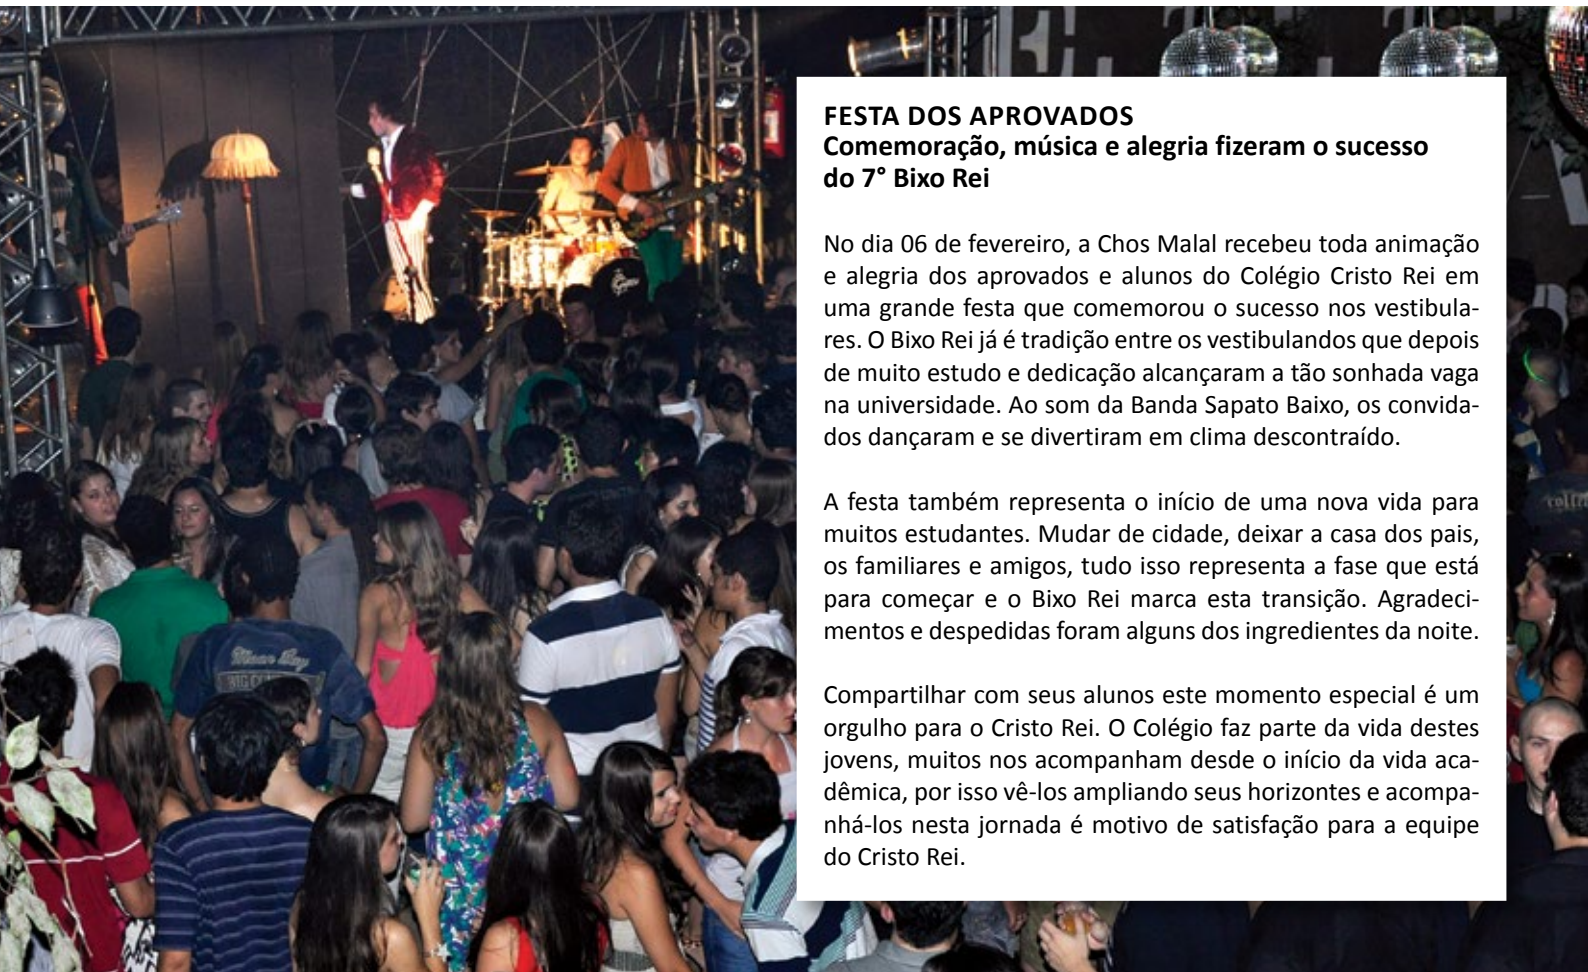 FESTA DOS APROVADOS
Comemoração, música e alegria fizeram o sucesso
do 7° Bixo Rei
No dia 06 de fevereiro, a Chos Malal recebeu toda animação
e alegria dos aprovados e alunos do Colégio Cristo Rei em
uma grande festa que comemorou o sucesso nos vestibula-
res. O Bixo Rei já é tradição entre os vestibulandos que depois
de muito estudo e dedicação alcançaram a tão sonhada vaga
na universidade. Ao som da Banda Sapato Baixo, os convida-
dos dançaram e se divertiram em clima descontraído.
A festa também representa o início de uma nova vida para
muitos estudantes. Mudar de cidade, deixar a casa dos pais,
os familiares e amigos, tudo isso representa a fase que está
para começar e o Bixo Rei marca esta transição. Agradeci-
mentos e despedidas foram alguns dos ingredientes da noite.
Compartilhar com seus alunos este momento especial é um
orgulho para o Cristo Rei. O Colégio faz parte da vida destes
jovens, muitos nos acompanham desde o início da vida aca-
dêmica, por isso vê-los ampliando seus horizontes e acompa-
nhá-los nesta jornada é motivo de satisfação para a equipe
do Cristo Rei.